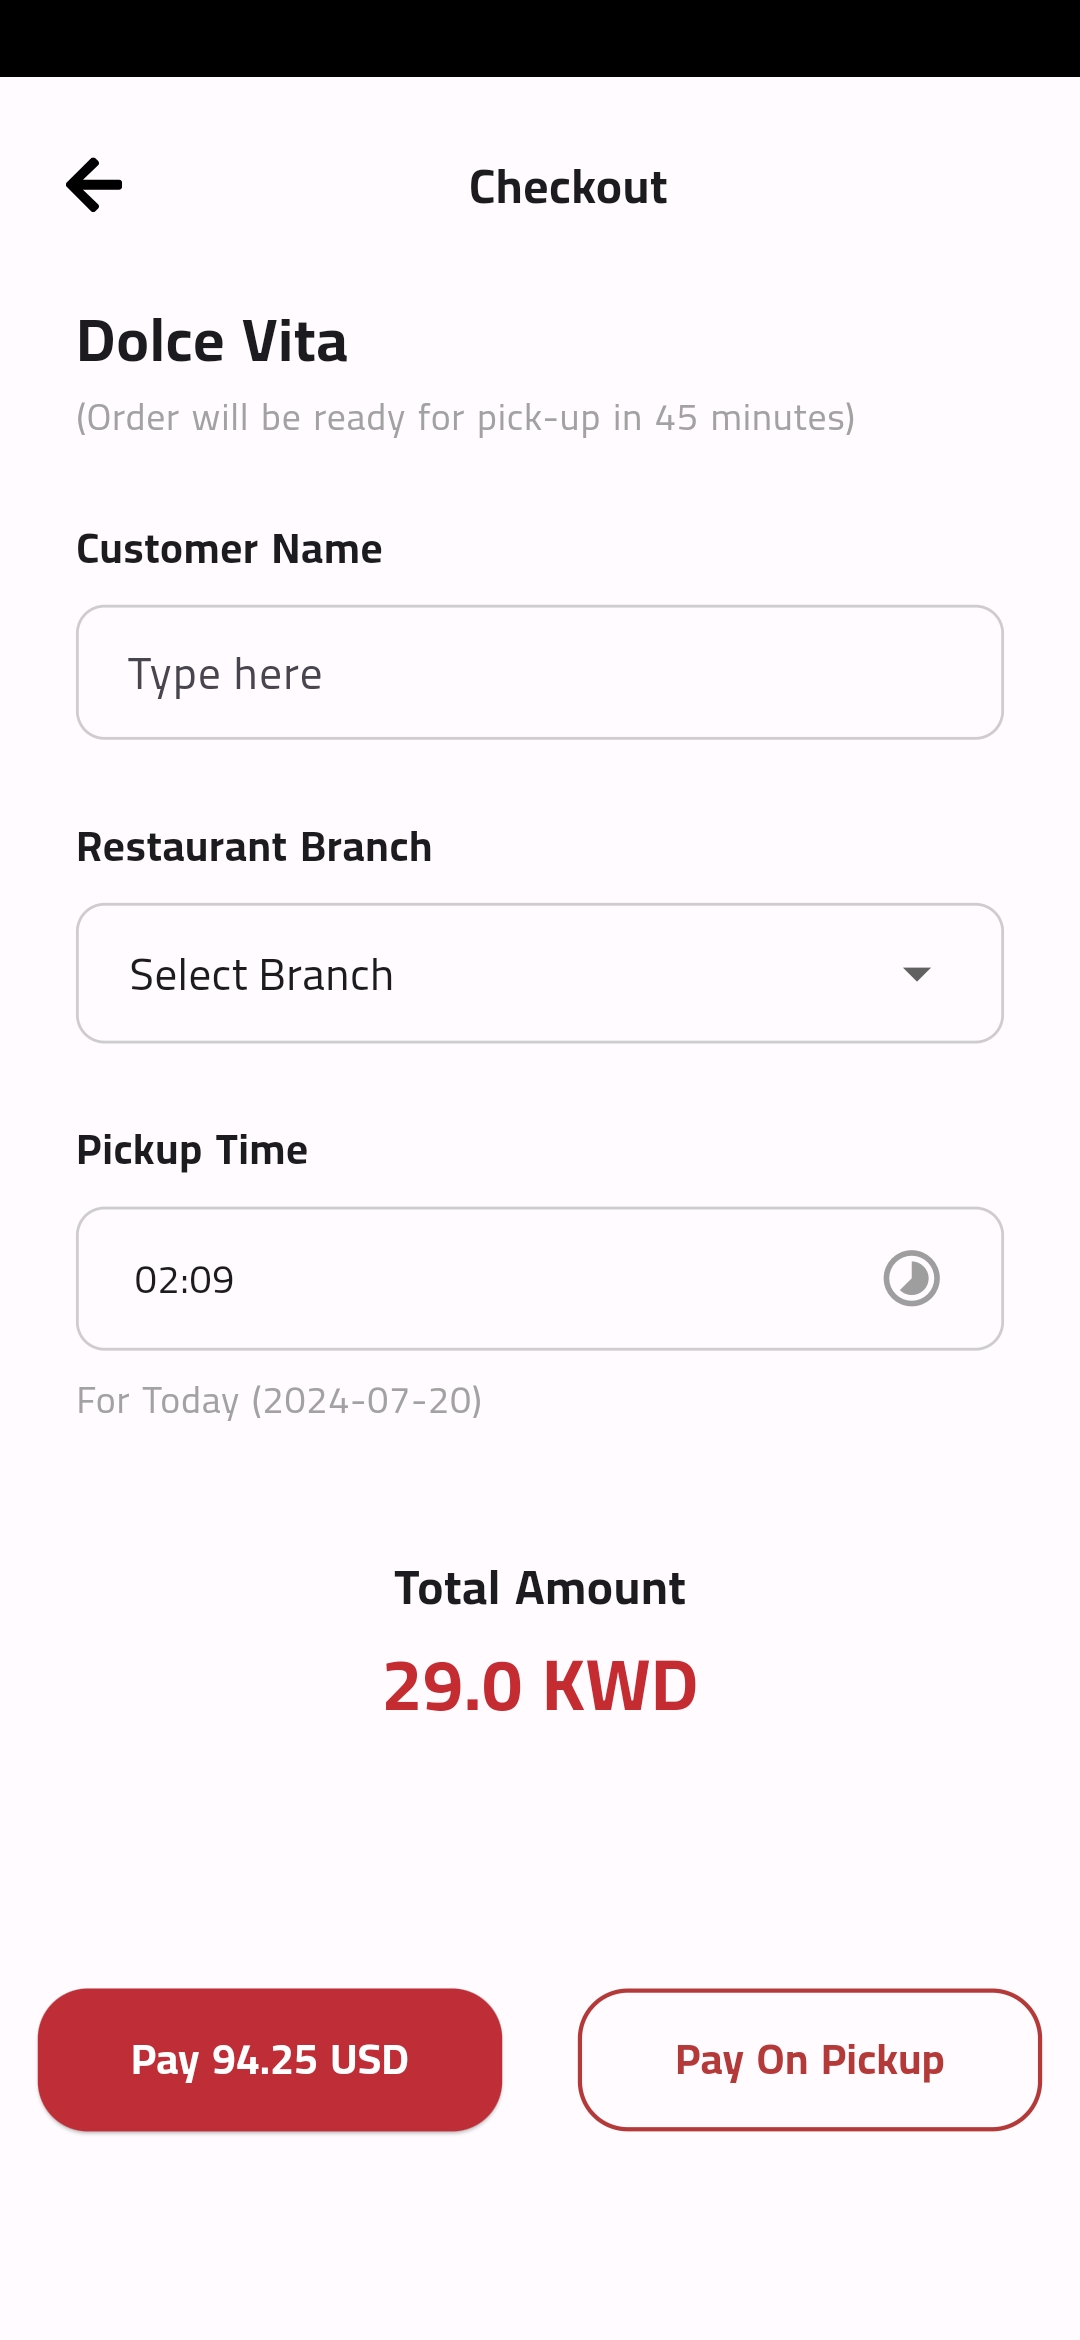 Checkout
Dolce Vita
(Order will be ready for pick-up in 45 minutes)
Customer Name
Type here
Restaurant Branch
Select Branch
Pickup Time
02:09
For Today (2024-07-20)
Total Amount
29.0 KWD
Pay 94.25 USD
Pay On Pickup